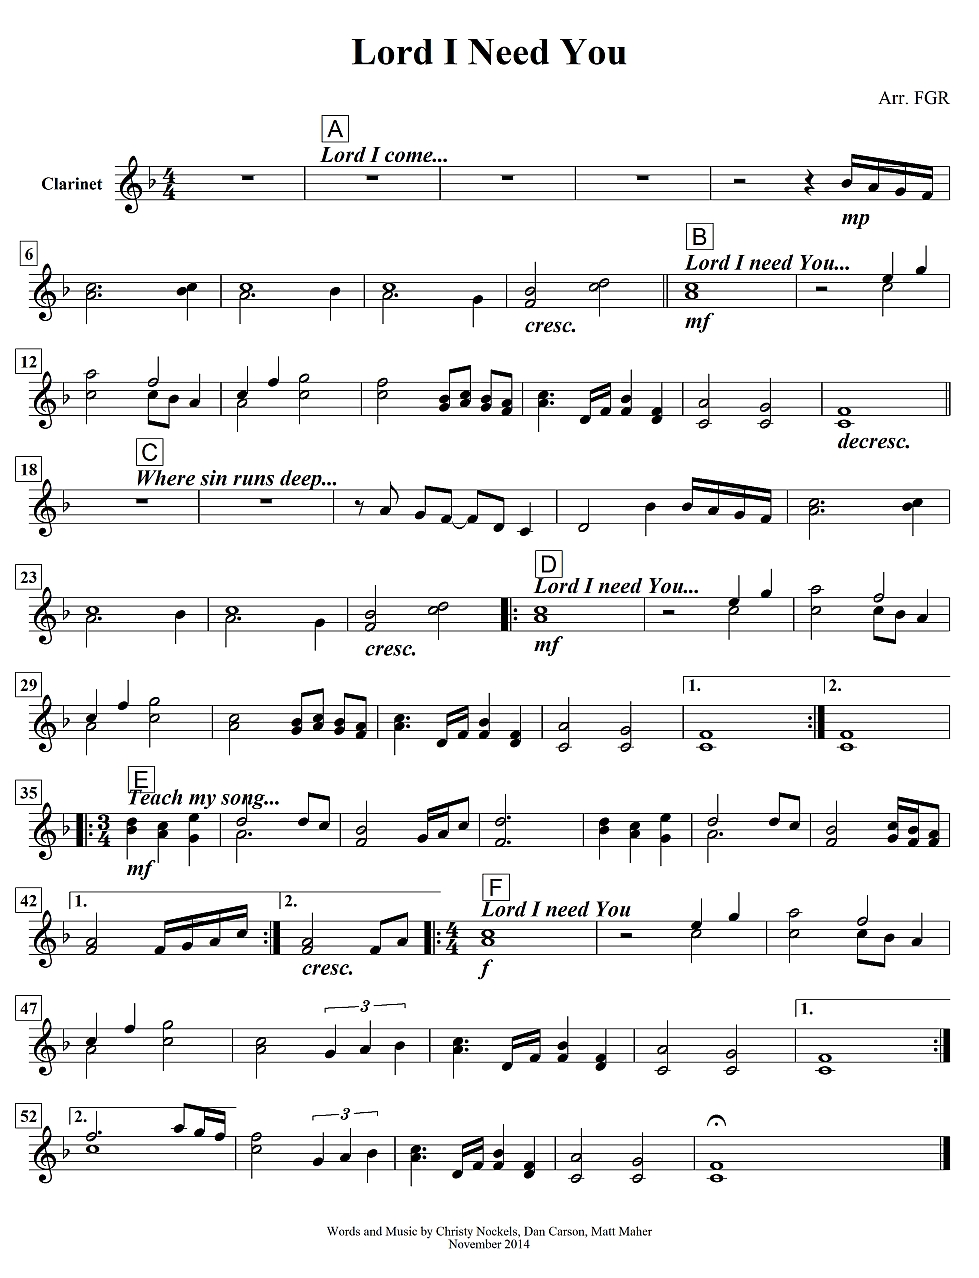 Lord I Need You
Arr. FGR
A
Lord I come...
Clarinet
4
4
mp
6
B
Lord I need You...
cresc.
mf
12
decresc.
18
C
Where sin runs deep...
23
D
Lord I need You...
cresc.
mf
29
1.
2.
35
E
Teach my song...
3
4
mf
42
1.
2.
F
Lord I need You
4
4
cresc.
f
47
3
1.
52
2.
3
Words and Music by Christy Nockels, Dan Carson, Matt Maher
November 2014